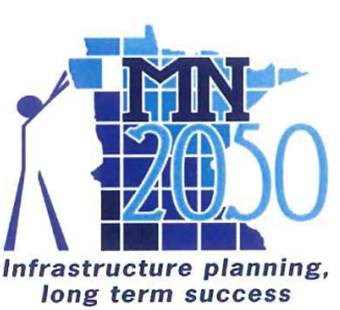 MN
2050
Infrastructure planning,
long term success